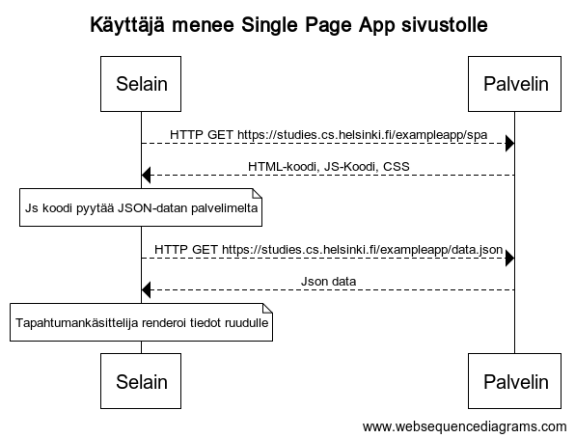 Käyttäjä menee Single Page App sivustolle
Selain
Palvelin
HTTP GET https://studies.cs.helsinki.fi/exampleapp/spa
HTML-koodi, JS-Koodi, CSS
Js koodi pyytää JSON-datan palvelimelta
HTTP GET https://studies.cs.helsinki.fi/exampleapp/data.json
Json data
Tapahtumankäsittelija renderoi tiedot ruudulle
Selain
Palvelin
www.websequencediagrams.com